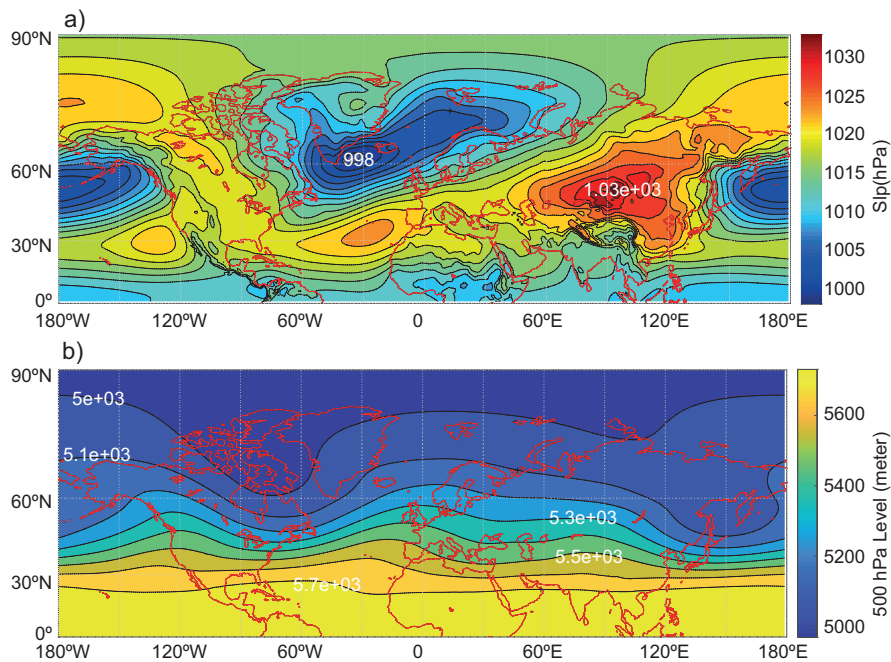 a)
90ºN
60ºN
30ºN
0º
998
1.03e+03
180ºW
120ºW
60ºW
0
60ºE
120ºE
180ºE
1030
1025
1020
1015
1010
1005
1000
Slp(hPa)
b)
90ºN
60ºN
30ºN
0º
5e+03
5.1e+03
5.3e+03
5.5e+03
5.7e+03
180ºW
120ºW
60ºW
0
60ºE
120ºE
180ºE
5600
5400
5200
5000
500 hPa Level (meter)